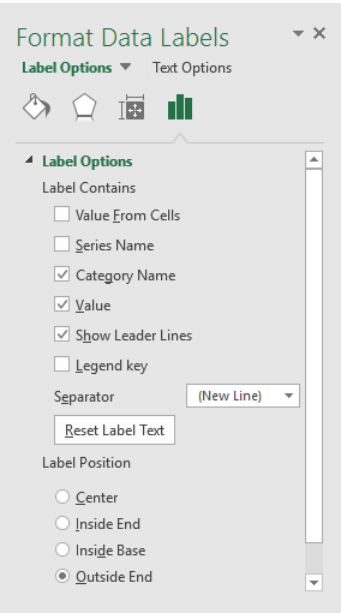 Format Data Labels
Label Options Text Options
Label Options
Label Contains
Value From Cells
Series Name
Category Name
Value
Show Leader Lines
Legend key
Separator (New Line)
Reset Label Text
Label Position
Center
Inside End
Inside Base
Outside End